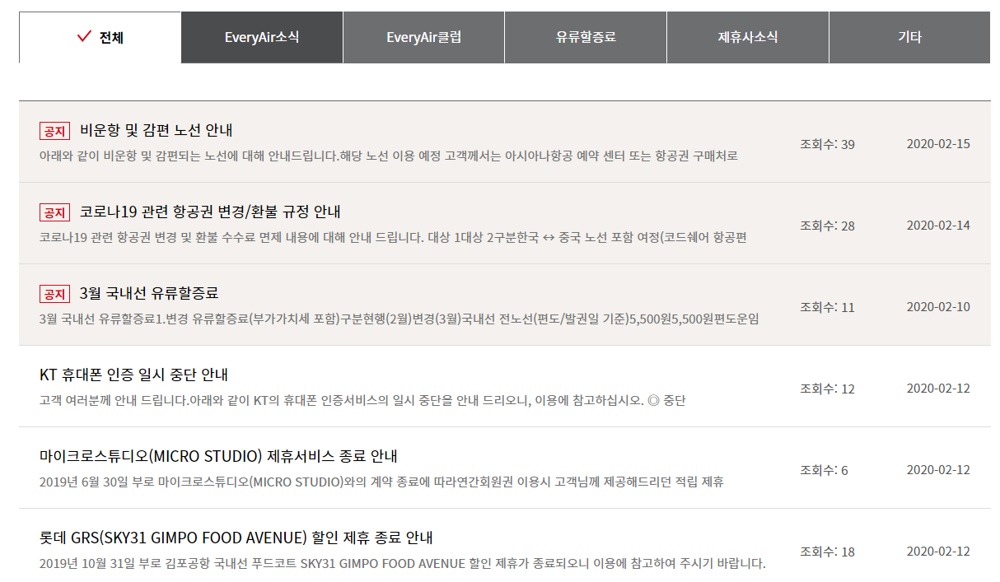 전체 EveryAir소식 EveryAir클럽 유류할증료 제휴사소식 기타
공지 비운항 및 감편 노선 안내
아래와 같이 비운항 및 감편되는 노선에 대해 안내드립니다.해당 노선 이용 예정 고객께서는 아시아나항공 예약 센터 또는 항공권 구매처로
조회수: 39 2020-02-15
공지 코로나19 관련 항공권 변경/환불 규정 안내
코로나19 관련 항공권 변경 및 환불 수수료 면제 내용에 대해 안내 드립니다. 대상 1대상 2구분한국 ↔ 중국 노선 포함 여정(코드쉐어 항공편
조회수: 28 2020-02-14
공지 3월 국내선 유류할증료
3월 국내선 유류할증료1.변경 유류할증료(부가가치세 포함)구분현행(2월)변경(3월)국내선 전노선(편도/발권일 기준)5,500원5,500원편도운임
조회수: 11 2020-02-10
KT 휴대폰 인증 일시 중단 안내
고객 여러분께 안내 드립니다.아래와 같이 KT의 휴대폰 인증서비스의 일시 중단을 안내 드리오니, 이용에 참고하십시오. ◎ 중단
조회수: 12 2020-02-12
마이크로스튜디오(MICRO STUDIO) 제휴서비스 종료 안내
2019년 6월 30일 부로 마이크로스튜디오(MICRO STUDIO)와의 계약 종료에 따라연간회원권 이용시 고객님께 제공해드리던 적립 제휴
조회수: 6 2020-02-12
롯데 GRS(SKY31 GIMPO FOOD AVENUE) 할인 제휴 종료 안내
2019년 10월 31일 부로 김포공항 국내선 푸드코트 SKY31 GIMPO FOOD AVENUE 할인 제휴가 종료되오니 이용에 참고하여 주시기 바랍니다.
조회수: 18 2020-02-12